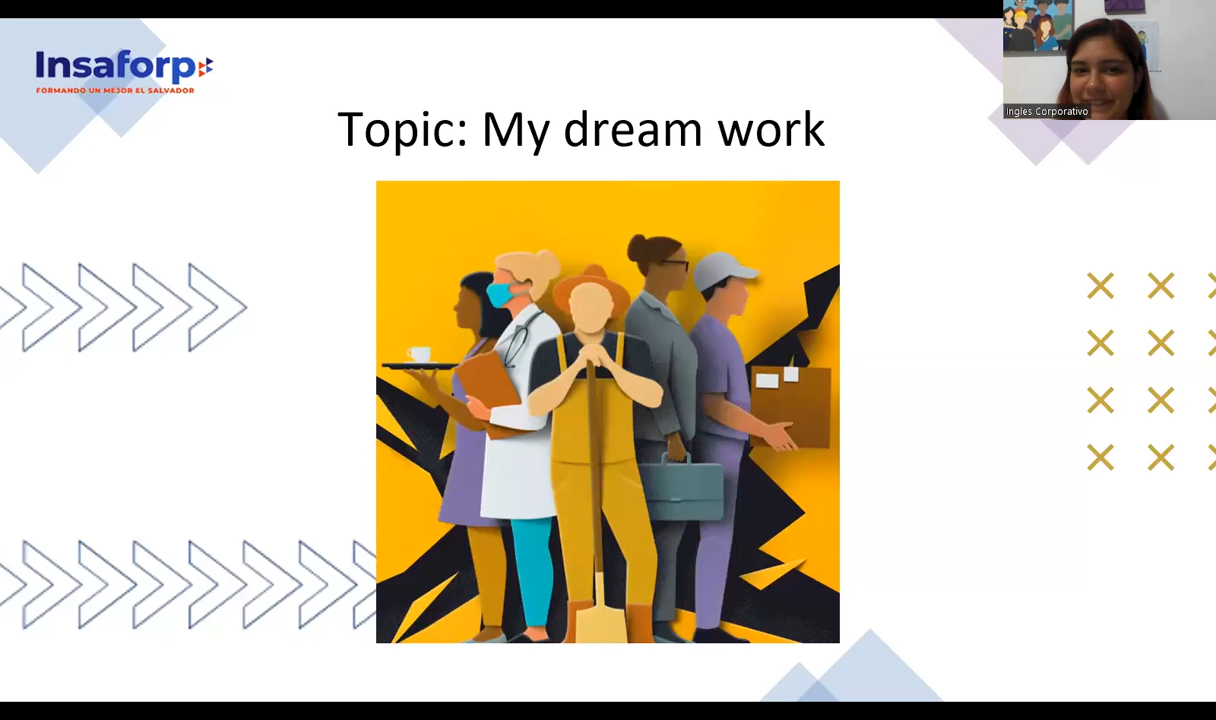 Insaforp
FORMANDO UN MEJOR EL SALVADOR
Ingles Corporativo
Topic: My dream work